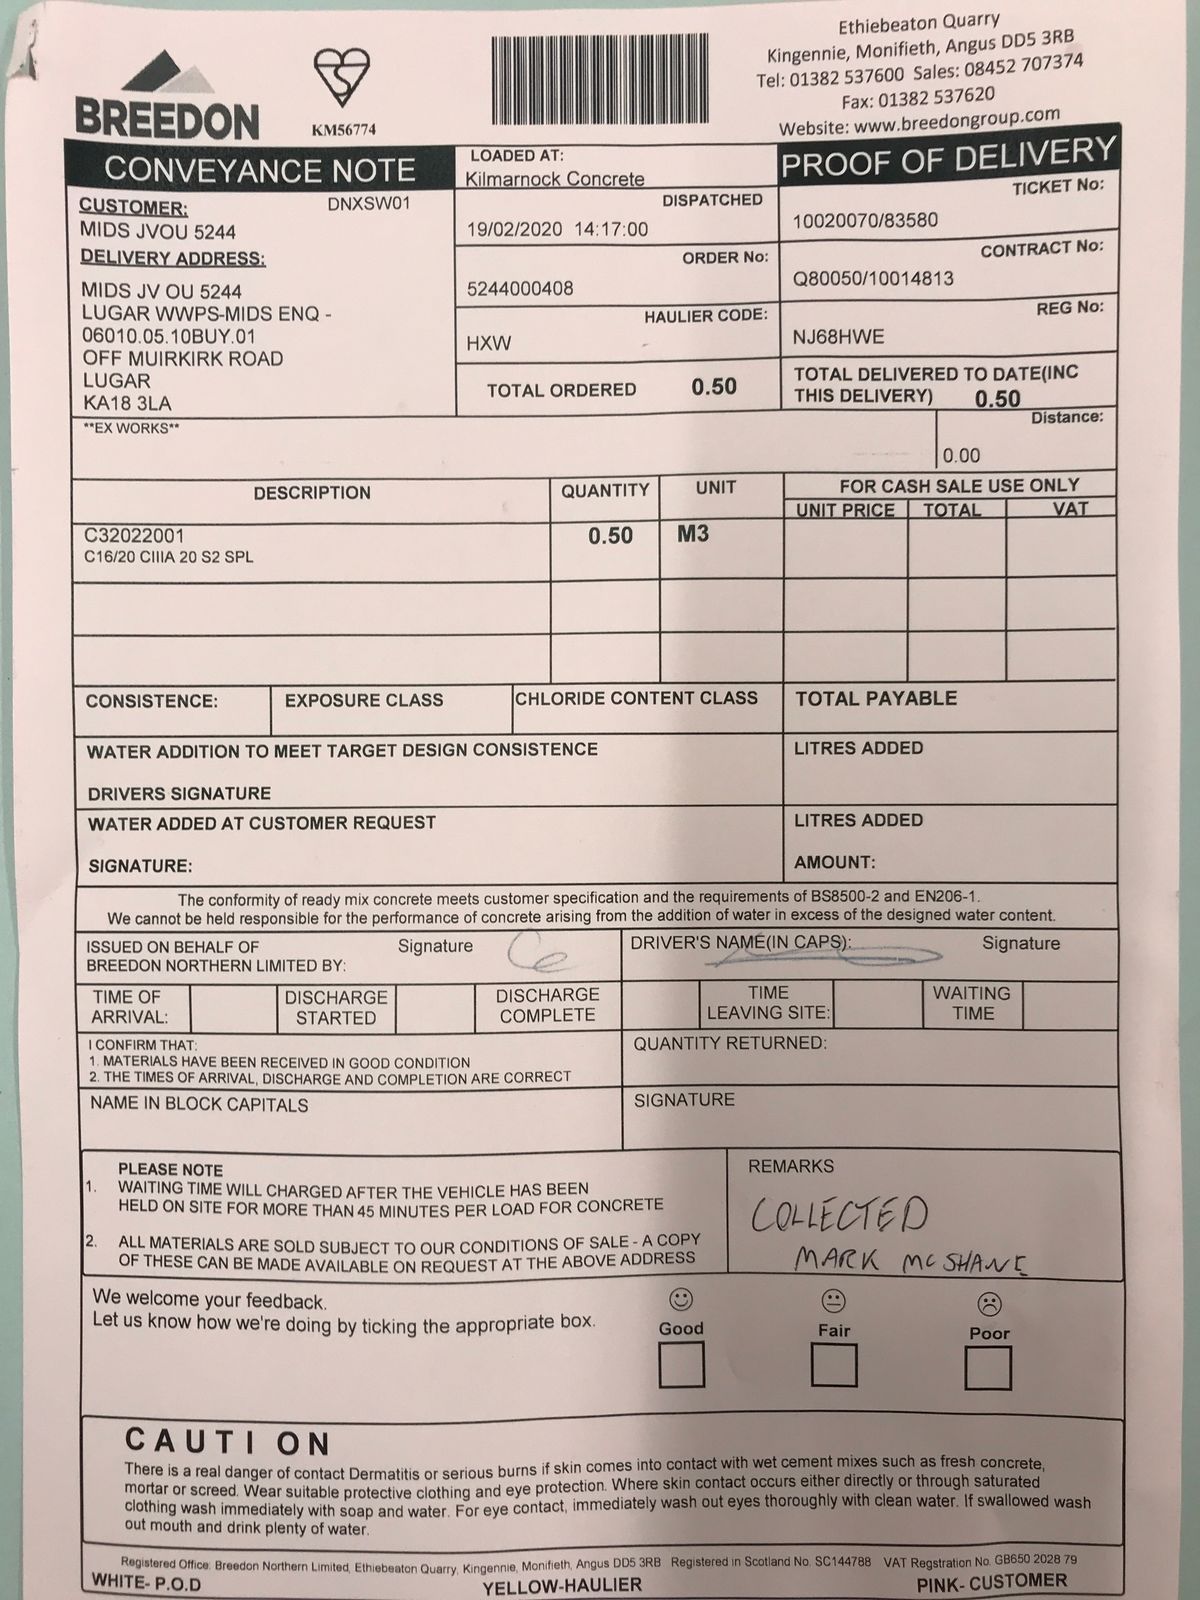 Ethiebeaton Quarry
Kingennie, Monifieth, Angus DD5 3RB
Tel: 01382 537600 Sales: 08452 707374
Fax: 01382 537620
Website: www.breedongroup.com
BREEDON
KM56774
CONVEYANCE NOTE
LOADED AT:
Kilmarnock Concrete
PROOF OF DELIVERY
CUSTOMER: DNXSW01
MIDS JVOU 5244
DELIVERY ADDRESS:
MIDS JV OU 5244
LUGAR WWPS-MIDS ENQ -
06010.05.10BUY.01
OFF MUIRKIRK ROAD
LUGAR
KA18 3LA
DISPATCHED
19/02/2020 14:17:00
TICKET No:
10020070/83580
ORDER No:
5244000408
CONTRACT No:
Q80050/10014813
HAULIER CODE:
HXW
REG No:
NJ68HWE
TOTAL ORDERED 0.50
TOTAL DELIVERED TO DATE(INC
THIS DELIVERY) 0.50
**EX WORKS**
Distance:
0.00
DESCRIPTION QUANTITY UNIT FOR CASH SALE USE ONLY
UNIT PRICE TOTAL VAT
C32022001 0.50 M3
C16/20 CIIIA 20 S2 SPL
CONSISTENCE: EXPOSURE CLASS CHLORIDE CONTENT CLASS TOTAL PAYABLE
WATER ADDITION TO MEET TARGET DESIGN CONSISTENCE LITRES ADDED
DRIVERS SIGNATURE
WATER ADDED AT CUSTOMER REQUEST LITRES ADDED
SIGNATURE: AMOUNT:
The conformity of ready mix concrete meets customer specification and the requirements of BS8500-2 and EN206-1.
We cannot be held responsible for the performance of concrete arising from the addition of water in excess of the designed water content.
ISSUED ON BEHALF OF Signature
BREEDON NORTHERN LIMITED BY:
DRIVER'S NAME(IN CAPS): Signature
TIME OF
ARRIVAL:
DISCHARGE
STARTED
DISCHARGE
COMPLETE
TIME
LEAVING SITE:
WAITING
TIME
I CONFIRM THAT:
1. MATERIALS HAVE BEEN RECEIVED IN GOOD CONDITION
2. THE TIMES OF ARRIVAL, DISCHARGE AND COMPLETION ARE CORRECT
QUANTITY RETURNED:
NAME IN BLOCK CAPITALS
SIGNATURE
PLEASE NOTE
1. WAITING TIME WILL CHARGED AFTER THE VEHICLE HAS BEEN
HELD ON SITE FOR MORE THAN 45 MINUTES PER LOAD FOR CONCRETE
2. ALL MATERIALS ARE SOLD SUBJECT TO OUR CONDITIONS OF SALE - A COPY
OF THESE CAN BE MADE AVAILABLE ON REQUEST AT THE ABOVE ADDRESS
REMARKS
COLLECTED
MARK MCSHANE
We welcome your feedback.
Let us know how we're doing by ticking the appropriate box.
Good Fair Poor
CAUTION
There is a real danger of contact Dermatitis or serious burns if skin comes into contact with wet cement mixes such as fresh concrete,
mortar or screed. Wear suitable protective clothing and eye protection. Where skin contact occurs either directly or through saturated
clothing wash immediately with soap and water. For eye contact, immediately wash out eyes thoroughly with clean water. If swallowed wash
out mouth and drink plenty of water.
Registered Office: Breedon Northern Limited, Ethiebeaton Quarry, Kingennie, Monifieth, Angus DD5 3RB Registered in Scotland No. SC144788 VAT Regstration No. GB650 2028 79
WHITE- P.O.D YELLOW-HAULIER PINK- CUSTOMER